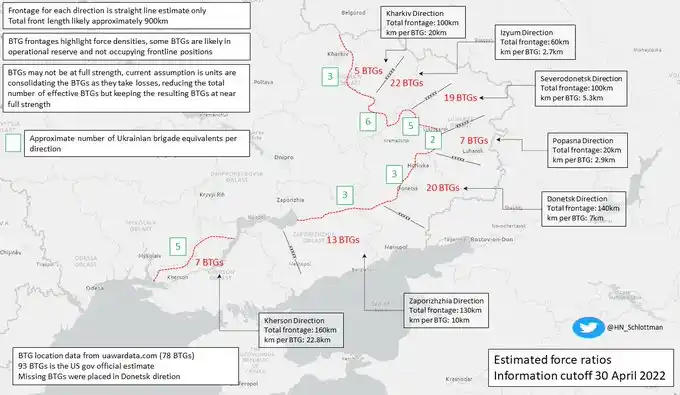 Frontage for each direction is straight line estimate only
Total front length likely approximately 900km
BTG frontages highlight force densities, some BTGs are likely in
operational reserve and not occupying frontline positions
BTGs may not be at full strength, current assumption is units are
consolidating the BTGs as they take losses, reducing the total
number of effective BTGs but keeping the resulting BTGs at near
full strength
Approximate number of Ukrainian brigade equivalents per
direction
Kharkiv Direction
Total frontage: 100km
km per BTG: 20km
Izyum Direction
Total frontage: 60km
km per BTG: 2.7km
Severodonetsk Direction
Total frontage: 100km
km per BTG: 5.3km
Popasna Direction
Total frontage: 20km
km per BTG: 2.9km
Donetsk Direction
Total frontage: 140km
km per BTG: 7km
Zaporizhzhia Direction
Total frontage: 130km
km per BTG: 10km
Kherson Direction
Total frontage: 160km
km per BTG: 22.8km
3
5 BTGs
22 BTGs
19 BTGs
6
5
2
7 BTGs
3
20 BTGs
3
13 BTGs
5
7 BTGs
Kharkiv
Poltava
Dnipro
Kryvyi Rih
Zaporizhia
Horlivka
Donetsk
Luhansk
Mykolaiv
Kherson
Odesa
Chișinău
Mariupol
Rostov-on-Don
Krasnodar
@HN_Schlottman
BTG location data from uawardata.com (78 BTGs)
93 BTGs is the US gov official estimate
Missing BTGs were placed in Donetsk diretion
Estimated force ratios
Information cutoff 30 April 2022